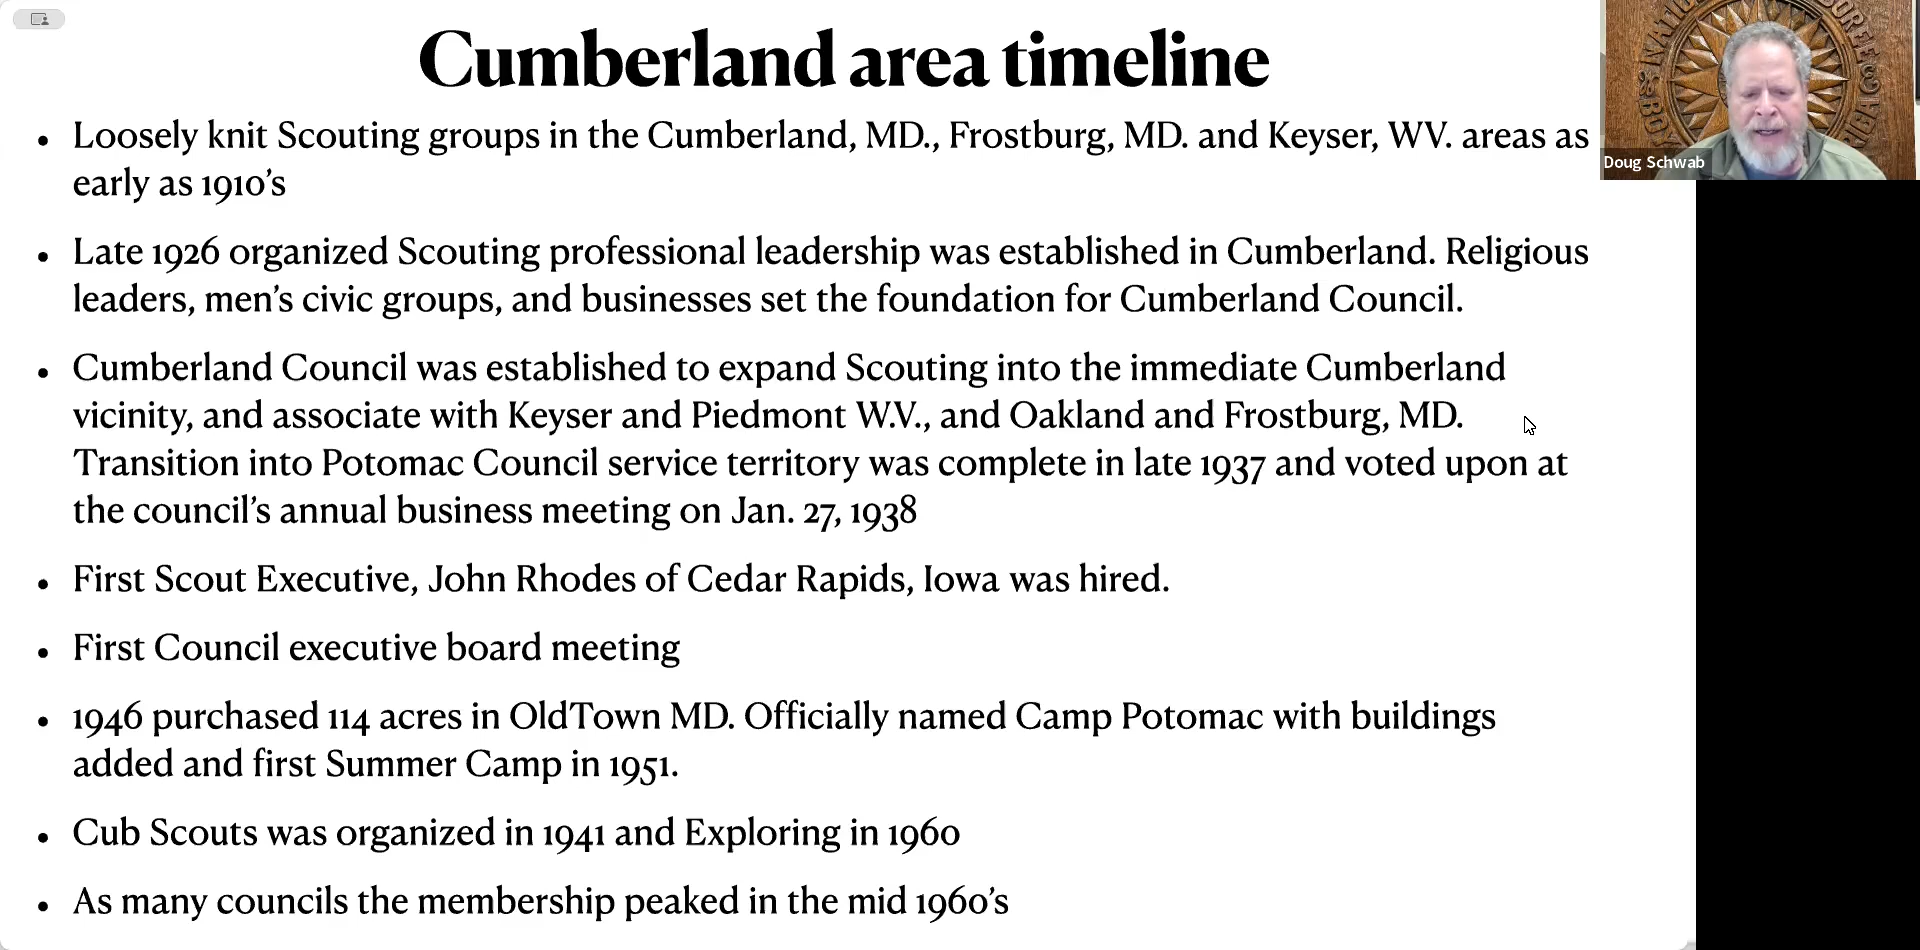 Cumberland area timeline
• Loosely knit Scouting groups in the Cumberland, MD., Frostburg, MD. and Keyser, WV. areas as
early as 1910’s
• Late 1926 organized Scouting professional leadership was established in Cumberland. Religious
leaders, men’s civic groups, and businesses set the foundation for Cumberland Council.
• Cumberland Council was established to expand Scouting into the immediate Cumberland
vicinity, and associate with Keyser and Piedmont W.V., and Oakland and Frostburg, MD.
Transition into Potomac Council service territory was complete in late 1937 and voted upon at
the council’s annual business meeting on Jan. 27, 1938
• First Scout Executive, John Rhodes of Cedar Rapids, Iowa was hired.
• First Council executive board meeting
• 1946 purchased 114 acres in OldTown MD. Officially named Camp Potomac with buildings
added and first Summer Camp in 1951.
• Cub Scouts was organized in 1941 and Exploring in 1960
• As many councils the membership peaked in the mid 1960’s
Doug Schwab